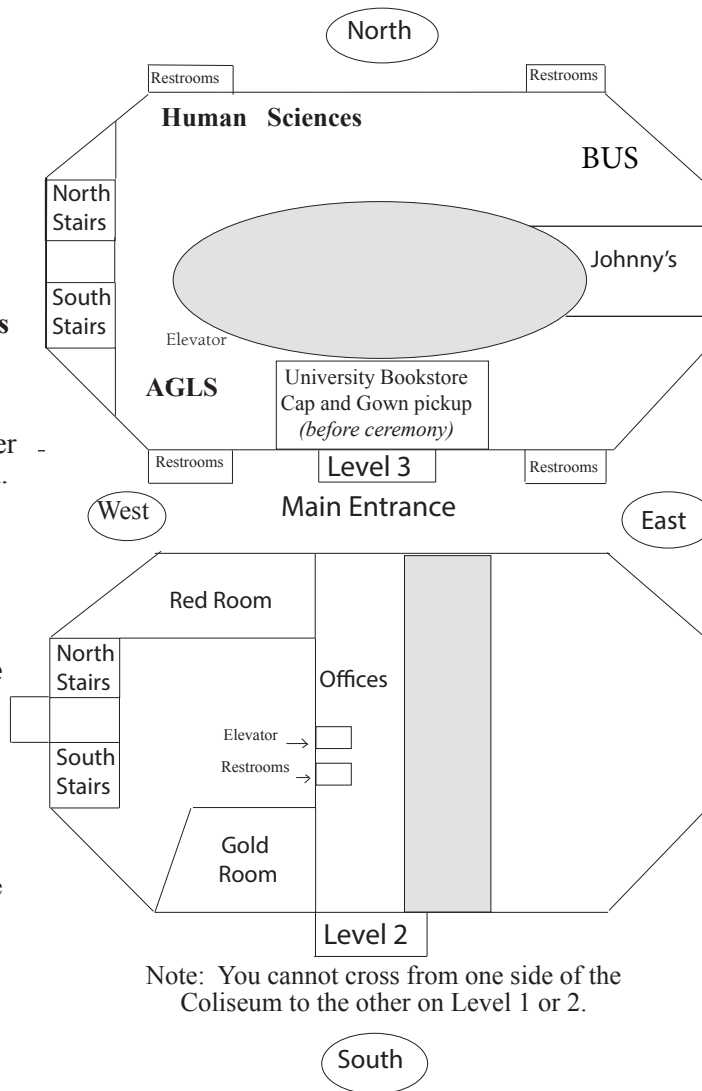 North
Restrooms
Restrooms
Human Sciences
BUS
North
Stairs
Johnny's
South
Stairs
s
Elevator
AGLS
University Bookstore
Cap and Gown pickup
(before ceremony)
er -
.
Restrooms
Level 3
Restrooms
West
Main Entrance
East
Red Room
North
Stairs
e
Offices
Elevator
Restrooms
South
Stairs
Gold
Room
e
Level 2
Note: You cannot cross from one side of the
Coliseum to the other on Level 1 or 2.
South